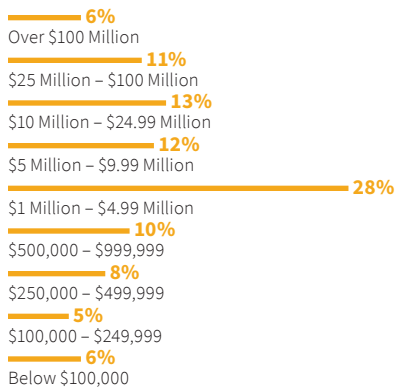 6%
Over $100 Million
11%
$25 Million – $100 Million
13%
$10 Million – $24.99 Million
12%
$5 Million – $9.99 Million
28%
$1 Million – $4.99 Million
10%
$500,000 – $999,999
8%
$250,000 – $499,999
5%
$100,000 – $249,999
6%
Below $100,000